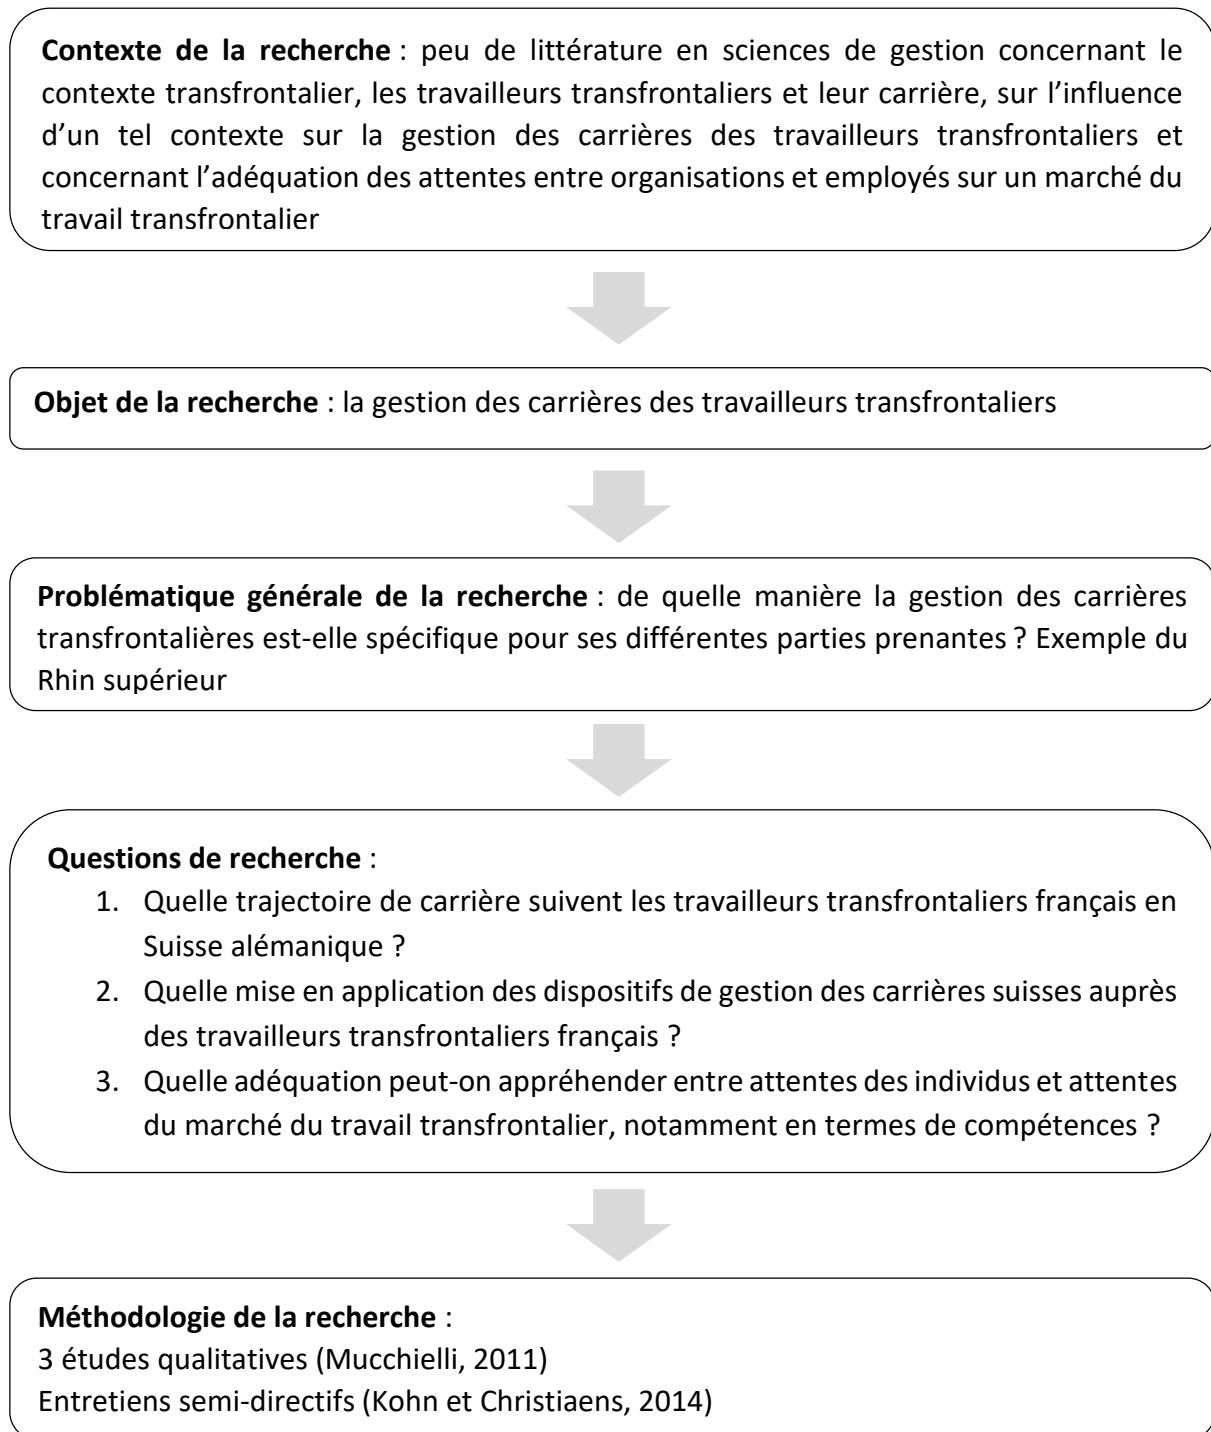 Contexte de la recherche : peu de littérature en sciences de gestion concernant le
contexte transfrontalier, les travailleurs transfrontaliers et leur carrière, sur l’influence
d’un tel contexte sur la gestion des carrières des travailleurs transfrontaliers et
concernant l’adéquation des attentes entre organisations et employés sur un marché du
travail transfrontalier
Objet de la recherche : la gestion des carrières des travailleurs transfrontaliers
Problématique générale de la recherche : de quelle manière la gestion des carrières
transfrontalières est-elle spécifique pour ses différentes parties prenantes ? Exemple du
Rhin supérieur
Questions de recherche :
1. Quelle trajectoire de carrière suivent les travailleurs transfrontaliers français en
Suisse alémanique ?
2. Quelle mise en application des dispositifs de gestion des carrières suisses auprès
des travailleurs transfrontaliers français ?
3. Quelle adéquation peut-on appréhender entre attentes des individus et attentes
du marché du travail transfrontalier, notamment en termes de compétences ?
Méthodologie de la recherche :
3 études qualitatives (Mucchielli, 2011)
Entretiens semi-directifs (Kohn et Christiaens, 2014)